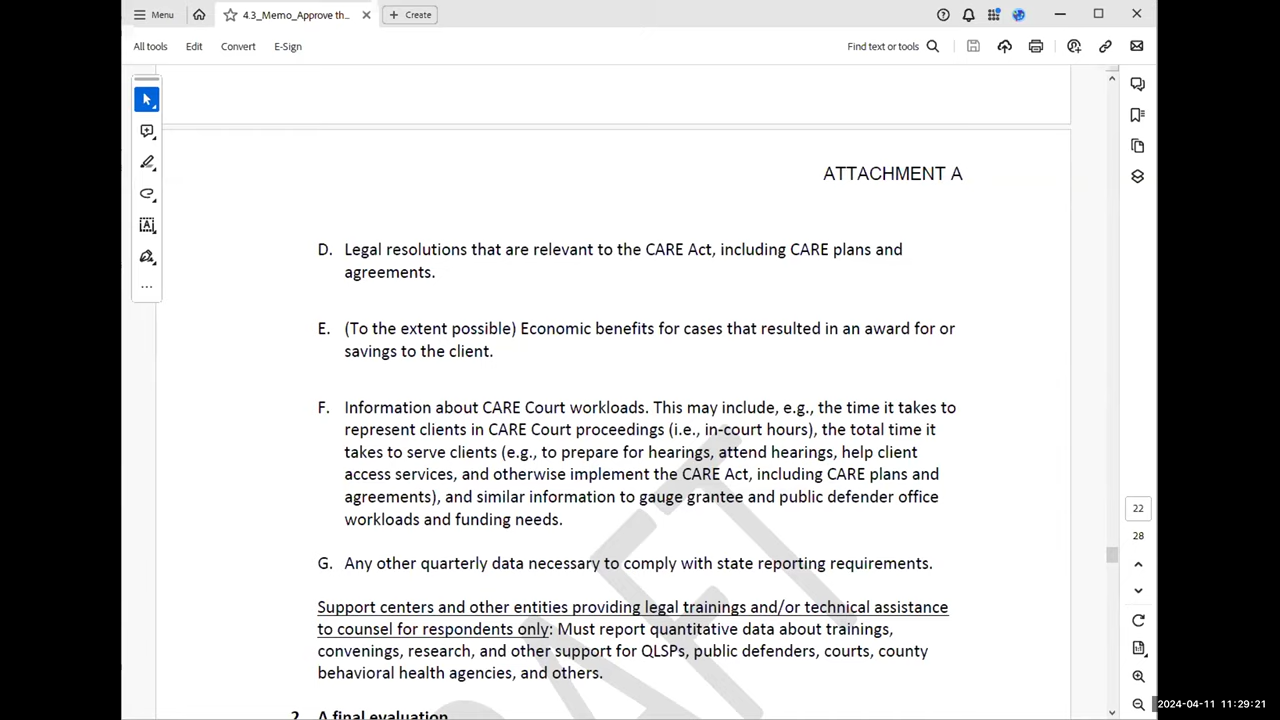 Menu
4.3_Memo_Approve th...
Create
All tools
Edit
Convert
E-Sign
Find text or tools
ATTACHMENT A
D. Legal resolutions that are relevant to the CARE Act, including CARE plans and
agreements.
E. (To the extent possible) Economic benefits for cases that resulted in an award for or
savings to the client.
F. Information about CARE Court workloads. This may include, e.g., the time it takes to
represent clients in CARE Court proceedings (i.e., in-court hours), the total time it
takes to serve clients (e.g., to prepare for hearings, attend hearings, help client
access services, and otherwise implement the CARE Act, including CARE plans and
agreements), and similar information to gauge grantee and public defender office
workloads and funding needs.
G. Any other quarterly data necessary to comply with state reporting requirements.
Support centers and other entities providing legal trainings and/or technical assistance
to counsel for respondents only: Must report quantitative data about trainings,
convenings, research, and other support for QLSPs, public defenders, courts, county
behavioral health agencies, and others.
2. A final evaluation
DRAFT
22
28
2024-04-11 11:29:21